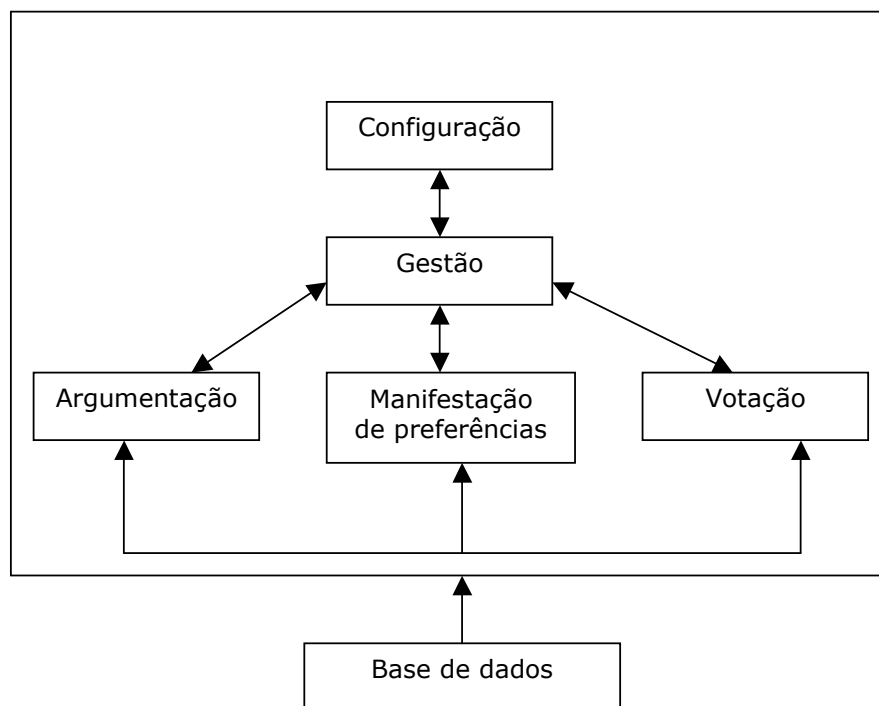 Configuração
Gestão
Argumentação
Manifestação
de preferências
Votação
Base de dados